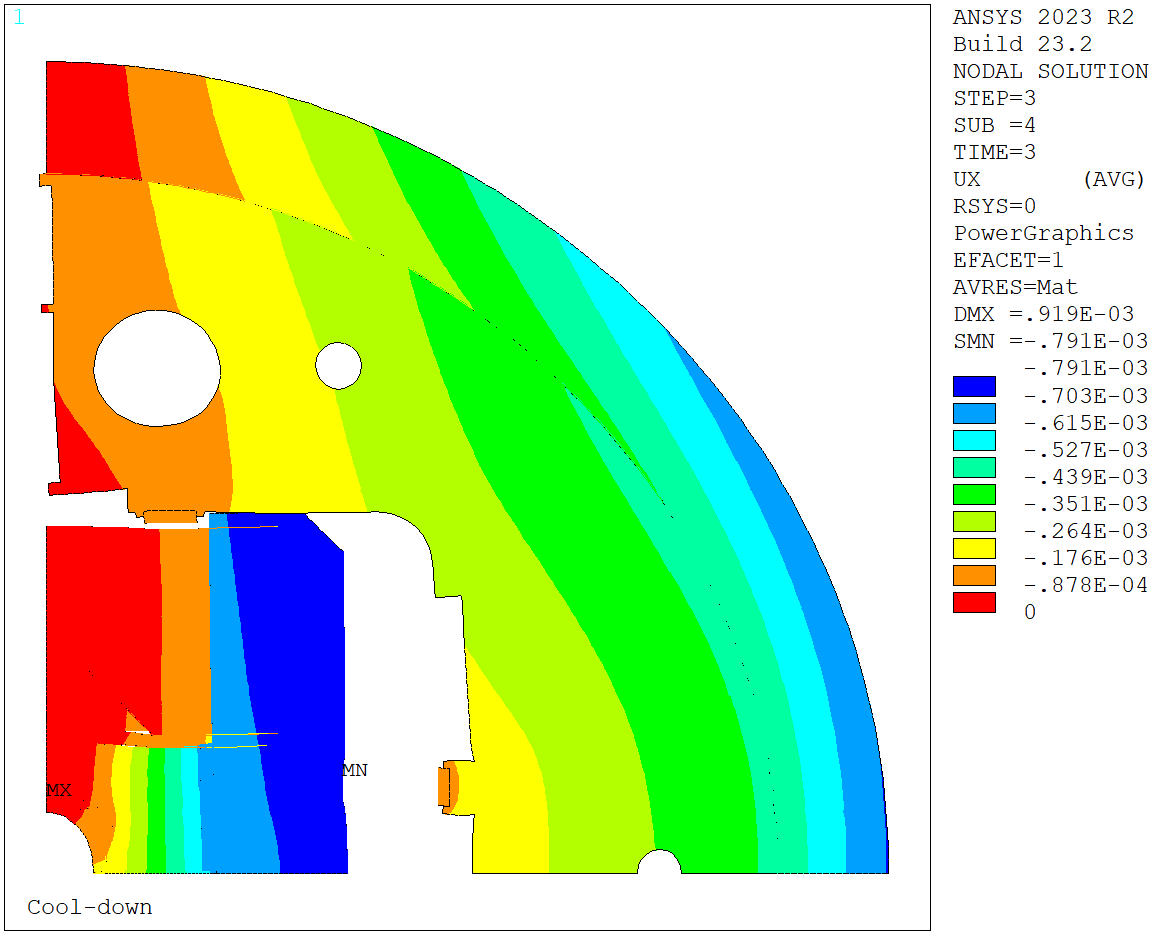 1
ANSYS 2023 R2
Build 23.2
NODAL SOLUTION
STEP=3
SUB =4
TIME=3
UX (AVG)
RSYS=0
PowerGraphics
EFACET=1
AVRES=Mat
DMX =.919E-03
SMN =-.791E-03
-.791E-03
-.703E-03
-.615E-03
-.527E-03
-.439E-03
-.351E-03
-.264E-03
-.176E-03
-.878E-04
0
MN
MX
Cool-down